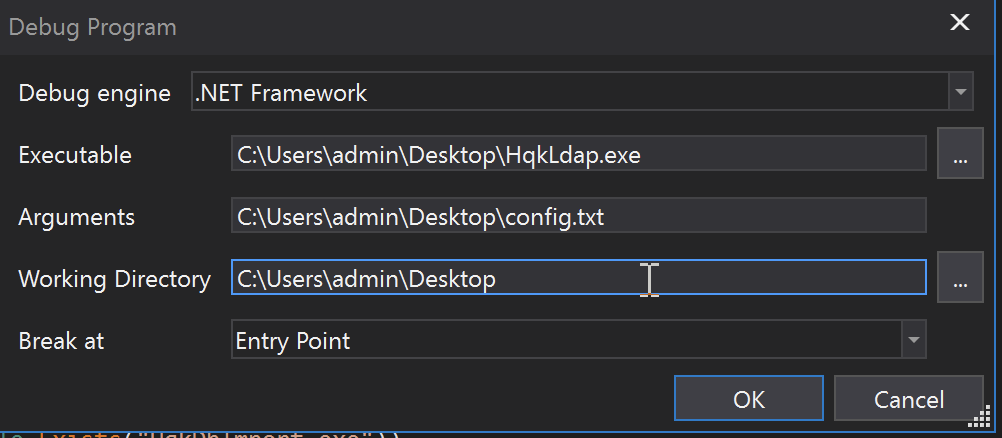 Debug Program
Debug engine .NET Framework
Executable C:\Users\admin\Desktop\HqkLdap.exe ...
Arguments C:\Users\admin\Desktop\config.txt
Working Directory C:\Users\admin\Desktop ...
Break at Entry Point
OK Cancel